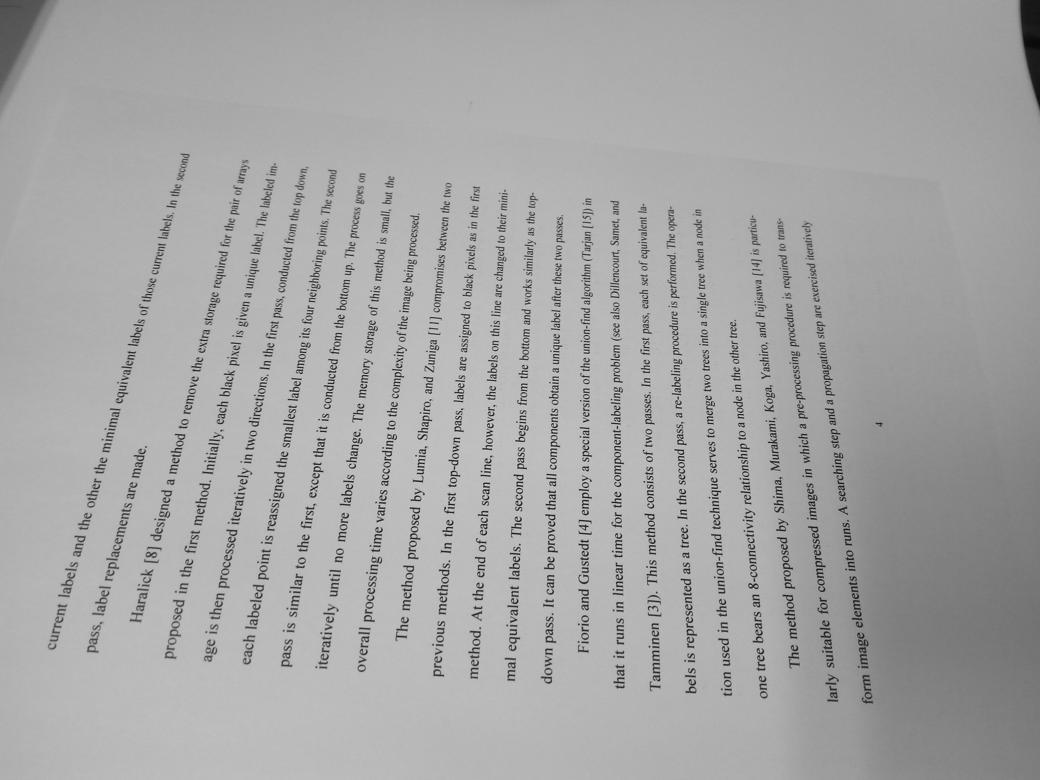 current labels and the other the minimal equivalent labels of those current labels. In the second
pass, label replacements are made.
Haralick [8] designed a method to remove the extra storage required for the pair of arrays
proposed in the first method. Initially, each black pixel is given a unique label. The labeled im-
age is then processed iteratively in two directions. In the first pass, conducted from the top down,
each labeled point is reassigned the smallest label among its four neighboring points. The second
pass is similar to the first, except that it is conducted from the bottom up. The process goes on
iteratively until no more labels change. The memory storage of this method is small, but the
overall processing time varies according to the complexity of the image being processed.
The method proposed by Lumia, Shapiro, and Zuniga [11] compromises between the two
previous methods. In the first top-down pass, labels are assigned to black pixels as in the first
method. At the end of each scan line, however, the labels on this line are changed to their mini-
mal equivalent labels. The second pass begins from the bottom and works similarly as the top-
down pass. It can be proved that all components obtain a unique label after these two passes.
Fiorio and Gustedt [4] employ a special version of the union-find algorithm (Tarjan [15]) in
that it runs in linear time for the component-labeling problem (see also Dillencourt, Samet, and
Tamminen [3]). This method consists of two passes. In the first pass, each set of equivalent la-
bels is represented as a tree. In the second pass, a re-labeling procedure is performed. The opera-
tion used in the union-find technique serves to merge two trees into a single tree when a node in
one tree bears an 8-connectivity relationship to a node in the other tree.
The method proposed by Shima, Murakami, Koga, Yashiro, and Fujisawa [14] is particu-
larly suitable for compressed images in which a pre-processing procedure is required to trans-
form image elements into runs. A searching step and a propagation step are exercised iteratively
4